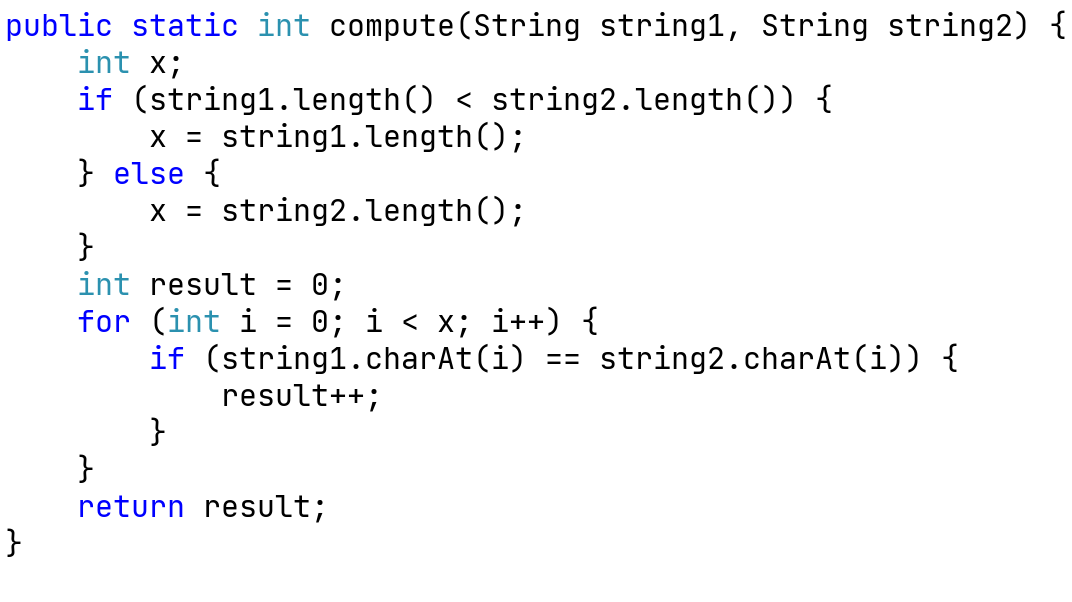 public static int compute(String string1, String string2) {
    int x;
    if (string1.length() < string2.length()) {
        x = string1.length();
    } else {
        x = string2.length();
    }
    int result = 0;
    for (int i = 0; i < x; i++) {
        if (string1.charAt(i) == string2.charAt(i)) {
            result++;
        }
    }
    return result;
}